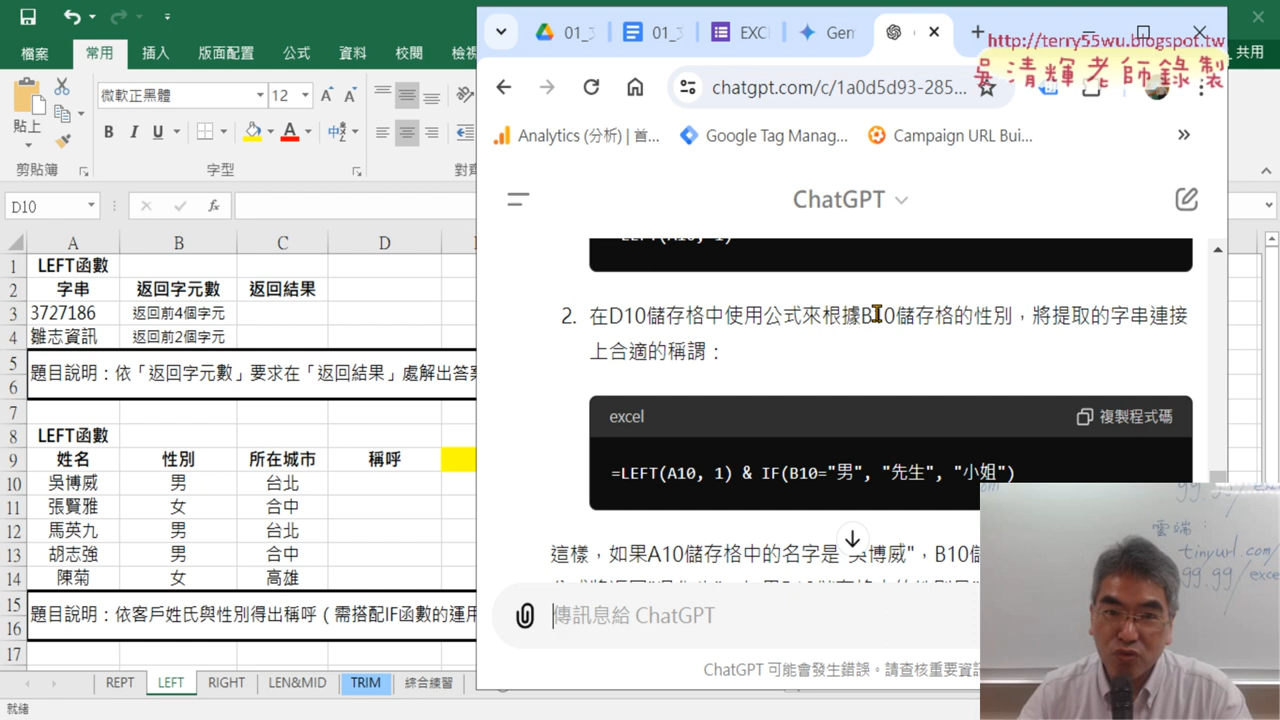 檔案
常用
插入
版面配置
公式
資料
校閱
檢視
共用
01_
01_
EXC
Gem
http://terry55wu.blogspot.tw
吳清輝老師錄製
chatgpt.com/c/1a0d5d93-285...
Analytics (分析) | 首...
Google Tag Manag...
Campaign URL Bui...
貼上
剪貼簿
微軟正黑體
12
B I U
字型
D10
fx
A B C D
1 LEFT函數
2 字串 返回字元數 返回結果
3 3727186 返回前4個字元
4 雛志資訊 返回前2個字元
5
題目說明：依「返回字元數」要求在「返回結果」處解出答案
6
7
8 LEFT函數
9 姓名 性別 所在城市 稱呼
10 吳博威 男 台北
11 張賢雅 女 台中
12 馬英九 男 台北
13 胡志強 男 台中
14 陳菊 女 高雄
15
題目說明：依客戶姓氏與性別得出稱呼（需搭配IF函數的運用
16
17
REPT LEFT RIGHT LEN&MID TRIM 綜合練習
就緒
ChatGPT
=LEFT(A10, 1)
2. 在D10儲存格中使用公式來根據B10儲存格的性別，將提取的字串連接
上合適的稱謂：
excel
複製程式碼
=LEFT(A10, 1) & IF(B10="男", "先生", "小姐")
這樣，如果A10儲存格中的名字是"吳博威"，B10儲
傳訊息給 ChatGPT
ChatGPT 可能會發生錯誤。請查核重要資訊
雲端：
tinyurl.com/
99.99/exce